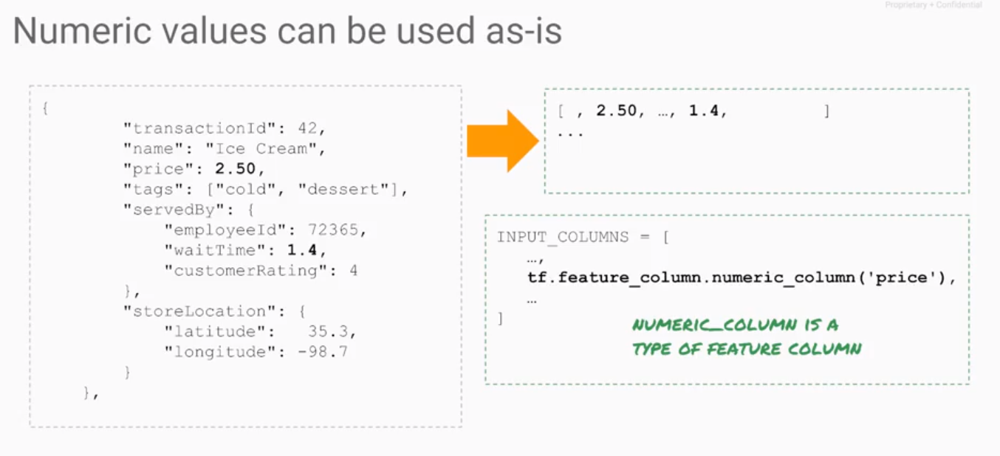 Proprietary + Confidential
Numeric values can be used as-is
{
"transactionId": 42,
"name": "Ice Cream",
"price": 2.50,
"tags": ["cold", "dessert"],
"servedBy": {
"employeeId": 72365,
"waitTime": 1.4,
"customerRating": 4
},
"storeLocation": {
"latitude": 35.3,
"longitude": -98.7
}
},
[ , 2.50, …, 1.4, ]
...
INPUT_COLUMNS = [
…,
tf.feature_column.numeric_column('price'),
…
]
NUMERIC_COLUMN IS A
TYPE OF FEATURE COLUMN